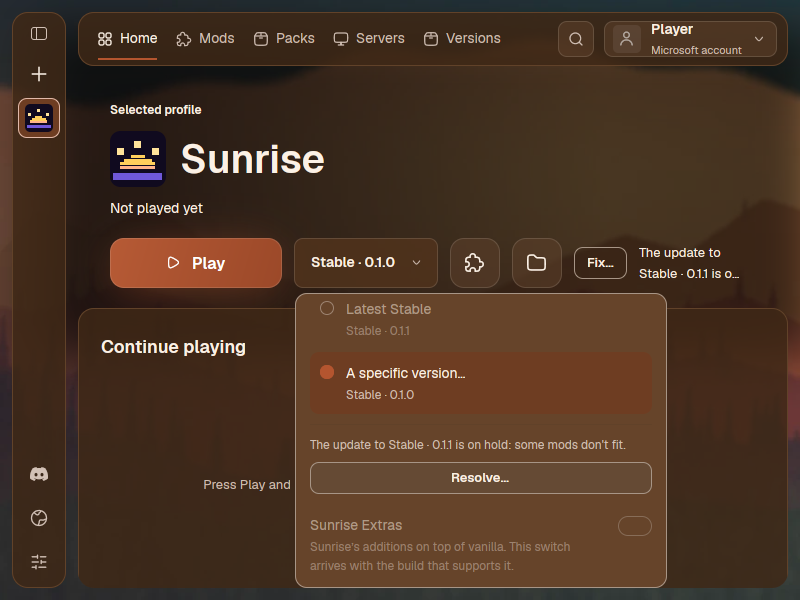 Home
Mods
Packs
Servers
Versions
Player
Microsoft account
Selected profile
Sunrise
Not played yet
Play
Stable · 0.1.0
Fix...
The update to
Stable · 0.1.1 is o...
Latest Stable
Stable · 0.1.1
Continue playing
A specific version...
Stable · 0.1.0
The update to Stable · 0.1.1 is on hold: some mods don't fit.
Resolve...
Press Play and
Sunrise Extras
Sunrise's additions on top of vanilla. This switch
arrives with the build that supports it.